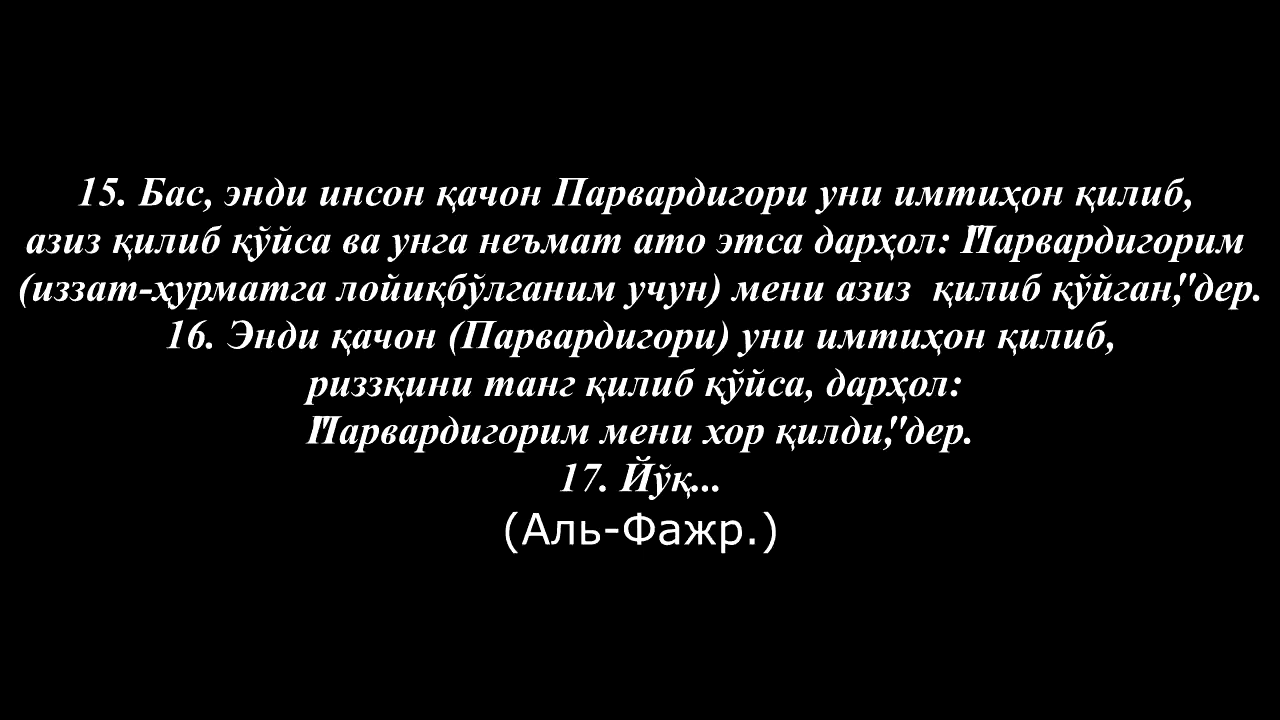 15. Бас, энди инсон қачон Парвардигори уни имтиҳон қилиб,
азиз қилиб қўйса ва унга неъмат ато этса дарҳол: "Парвардигорим
(иззат-ҳурматга лойиқбўлганим учун) мени азиз  қилиб қўйган,"дер.
16. Энди қачон (Парвардигори) уни имтиҳон қилиб,
риззқини танг қилиб қўйса, дарҳол:
"Парвардигорим мени хор қилди,"дер.
17. Йўқ...
(Аль-Фажр.)